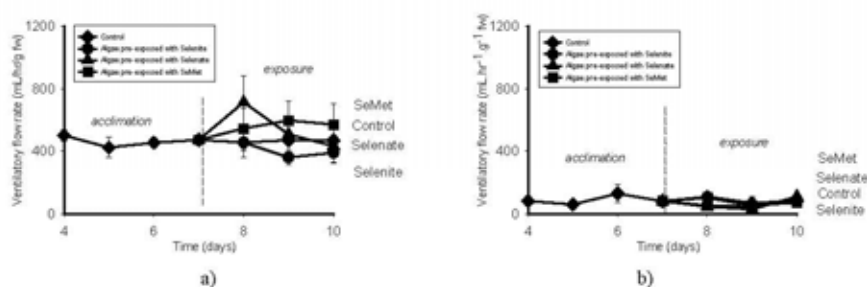 Ventilatory flow rate (mL/hr/g fw)
1200
800
400
0
Control
Algae pre-exposed with Selenite
Algae pre-exposed with Selenate
Algae pre-exposed with SeMet
acclimation
exposure
SeMet
Control
Selenate
Selenite
4
6
8
10
Time (days)
a)
Ventilatory flow rate (mL.hr⁻¹.g⁻¹ fw)
1200
800
400
0
Control
Algae pre-exposed with Selenite
Algae pre-exposed with Selenate
Algae pre-exposed with SeMet
acclimation
exposure
SeMet
Selenate
Control
Selenite
4
6
8
10
Time (days)
b)